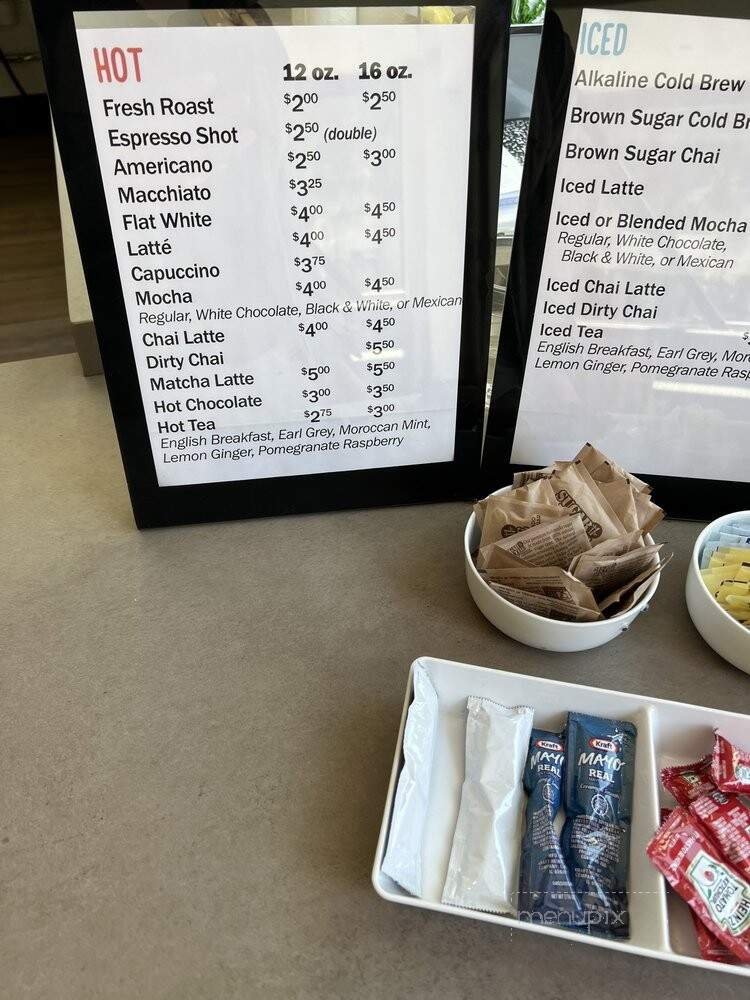 HOT
12 oz. 16 oz.
Fresh Roast $2.00 $2.50
Espresso Shot $2.50 (double)
Americano $2.50 $3.00
Macchiato $3.25
Flat White $4.00 $4.50
Latté $4.00 $4.50
Capuccino $3.75
Mocha $4.00 $4.50
Regular, White Chocolate, Black & White, or Mexican
Chai Latte $4.00 $4.50
Dirty Chai $5.50
Matcha Latte $5.00 $5.50
Hot Chocolate $3.00 $3.50
Hot Tea $2.75 $3.00
English Breakfast, Earl Grey, Moroccan Mint,
Lemon Ginger, Pomegranate Raspberry
ICED
Alkaline Cold Brew
Brown Sugar Cold Br
Brown Sugar Chai
Iced Latte
Iced or Blended Mocha
Regular, White Chocolate,
Black & White, or Mexican
Iced Chai Latte
Iced Dirty Chai
Iced Tea
English Breakfast, Earl Grey, Mor
Lemon Ginger, Pomegranate Rasp
SUGAR
Kraft
MAYO
REAL
Kraft
MAYO
REAL
HEINZ
TOMATO
KETCHUP
menupix